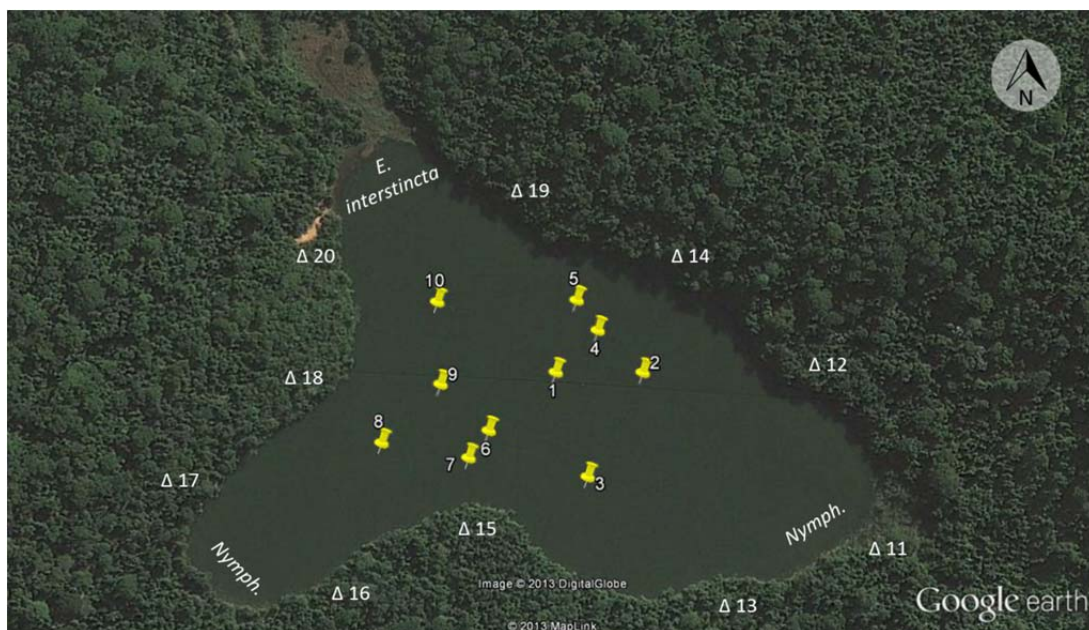 N
E.
interstincta
Δ 19
Δ 20
Δ 14
10
5
4
2
Δ 12
1
9
Δ 18
8
6
7
3
Δ 17
Δ 15
Nymph.
Nymph.
Δ 11
Δ 16
Δ 13
Image © 2013 DigitalGlobe
© 2013 MapLink
Google earth